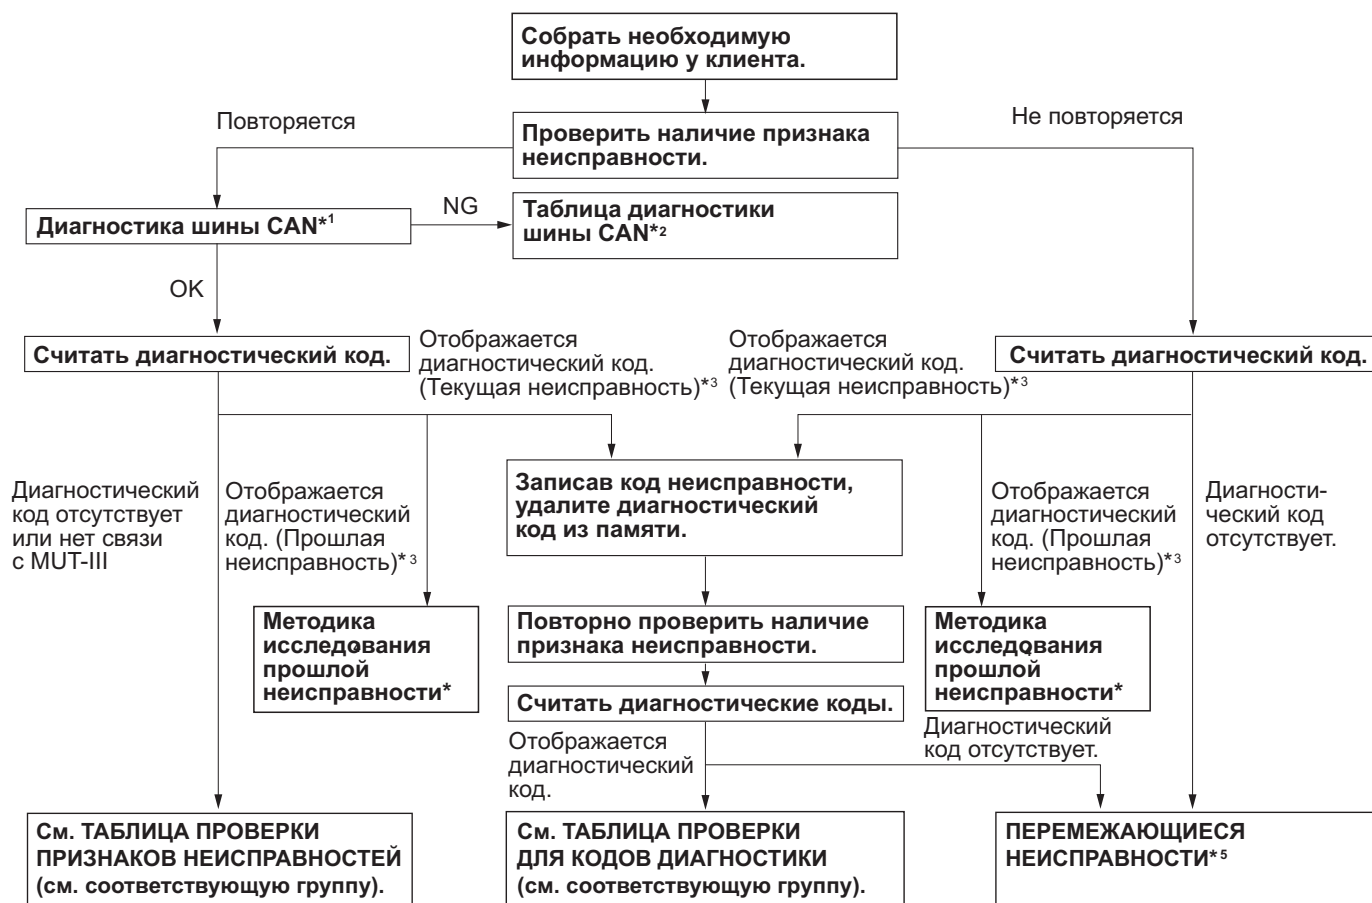 Собрать необходимую
информацию у клиента.
Повторяется
Не повторяется
Проверить наличие признака
неисправности.
Диагностика шины CAN*1
NG
Таблица диагностики
шины CAN*2
OK
Считать диагностический код.
Отображается
диагностический код.
(Текущая неисправность)*3
Отображается
диагностический код.
(Текущая неисправность)*3
Считать диагностический код.
Диагностический
код отсутствует
или нет связи
с MUT-III
Отображается
диагностический
код. (Прошлая
неисправность)*3
Записав код неисправности,
удалите диагностический
код из памяти.
Отображается
диагностический
код. (Прошлая
неисправность)*3
Диагности-
ческий код
отсутствует.
Методика
исследования
прошлой
неисправности*
Повторно проверить наличие
признака неисправности.
Методика
исследования
прошлой
неисправности*
Считать диагностические коды.
Отображается
диагностический
код.
Диагностический
код отсутствует.
См. ТАБЛИЦА ПРОВЕРКИ
ПРИЗНАКОВ НЕИСПРАВНОСТЕЙ
(см. соответствующую группу).
См. ТАБЛИЦА ПРОВЕРКИ
ДЛЯ КОДОВ ДИАГНОСТИКИ
(см. соответствующую группу).
ПЕРЕМЕЖАЮЩИЕСЯ
НЕИСПРАВНОСТИ*5